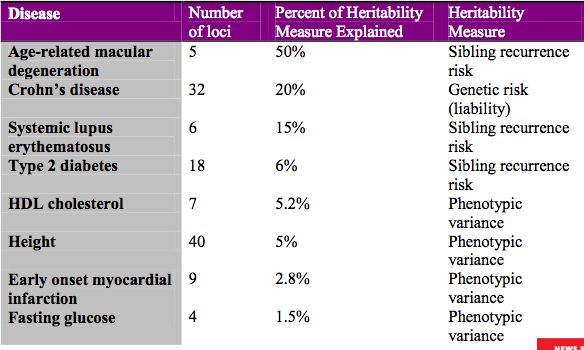 Disease Number of loci Percent of Heritability Measure Explained Heritability Measure
Age-related macular degeneration 5 50% Sibling recurrence risk
Crohn's disease 32 20% Genetic risk (liability)
Systemic lupus erythematosus 6 15% Sibling recurrence risk
Type 2 diabetes 18 6% Sibling recurrence risk
HDL cholesterol 7 5.2% Phenotypic variance
Height 40 5% Phenotypic variance
Early onset myocardial infarction 9 2.8% Phenotypic variance
Fasting glucose 4 1.5% Phenotypic variance
NEWS